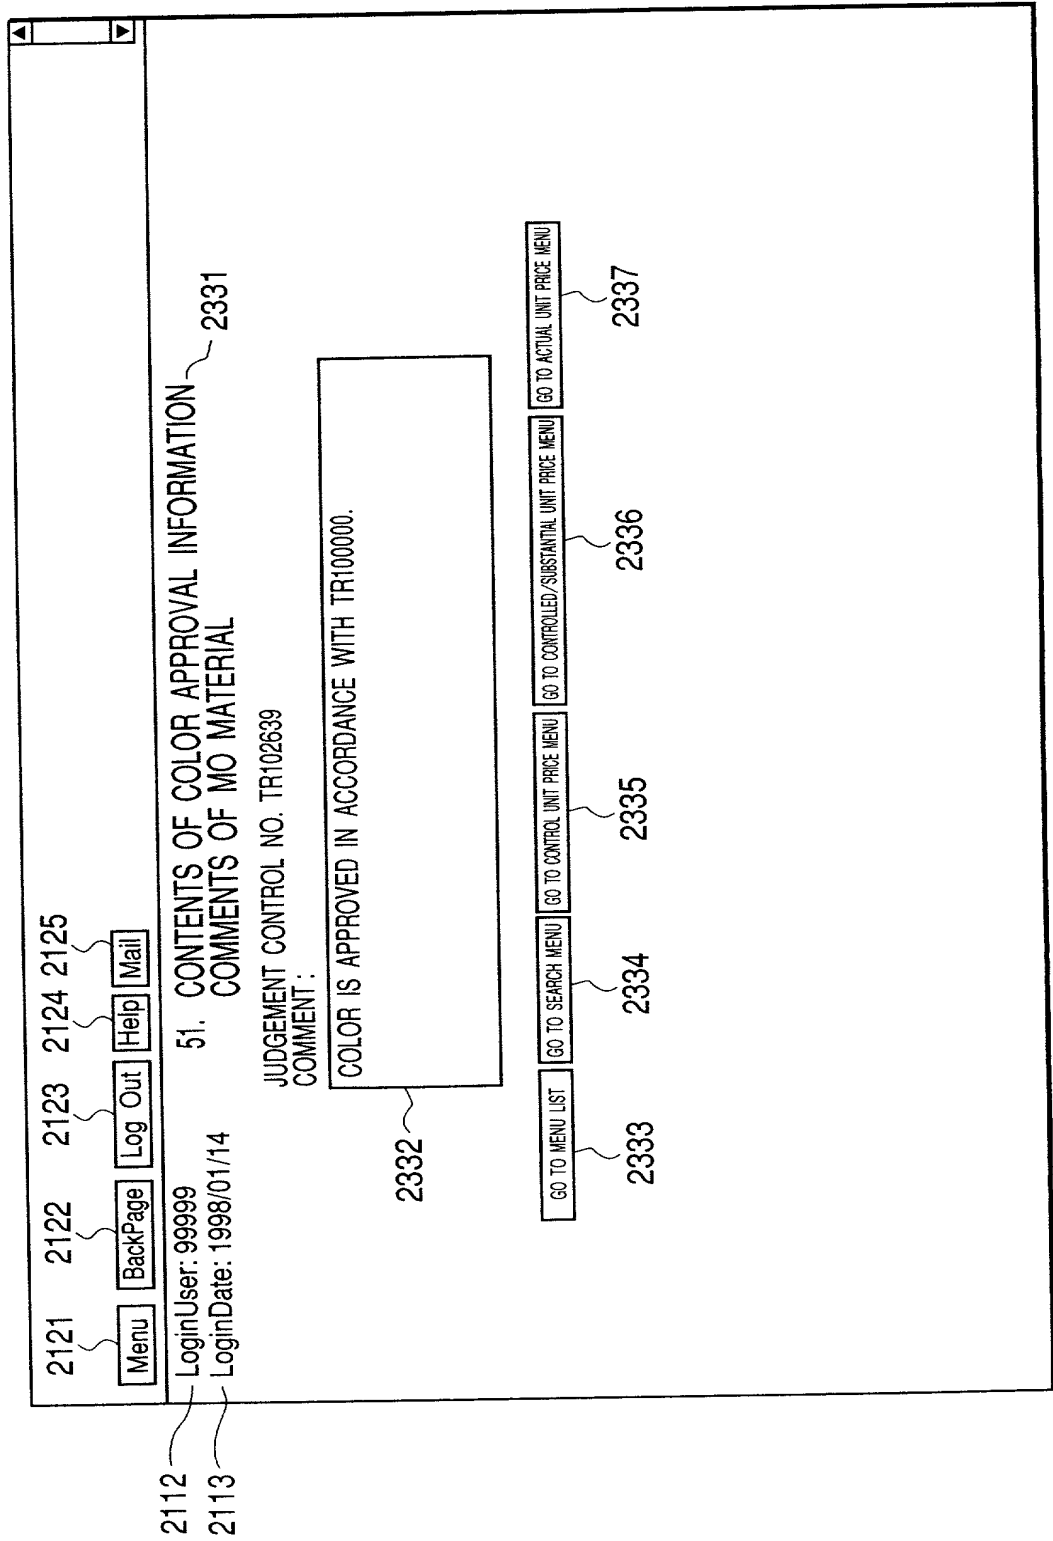 2121 2122 2123 2124 2125
Menu BackPage Log Out Help Mail
2112 LoginUser: 99999
2113 LoginDate: 1998/01/14
51. CONTENTS OF COLOR APPROVAL INFORMATION 2331
COMMENTS OF MO MATERIAL
JUDGEMENT CONTROL NO. TR102639
COMMENT:
COLOR IS APPROVED IN ACCORDANCE WITH TR100000.
2332
GO TO MENU LIST GO TO SEARCH MENU GO TO CONTROL UNIT PRICE MENU GO TO CONTROLLED/SUBSTANTIAL UNIT PRICE MENU GO TO ACTUAL UNIT PRICE MENU
2333 2334 2335 2336 2337